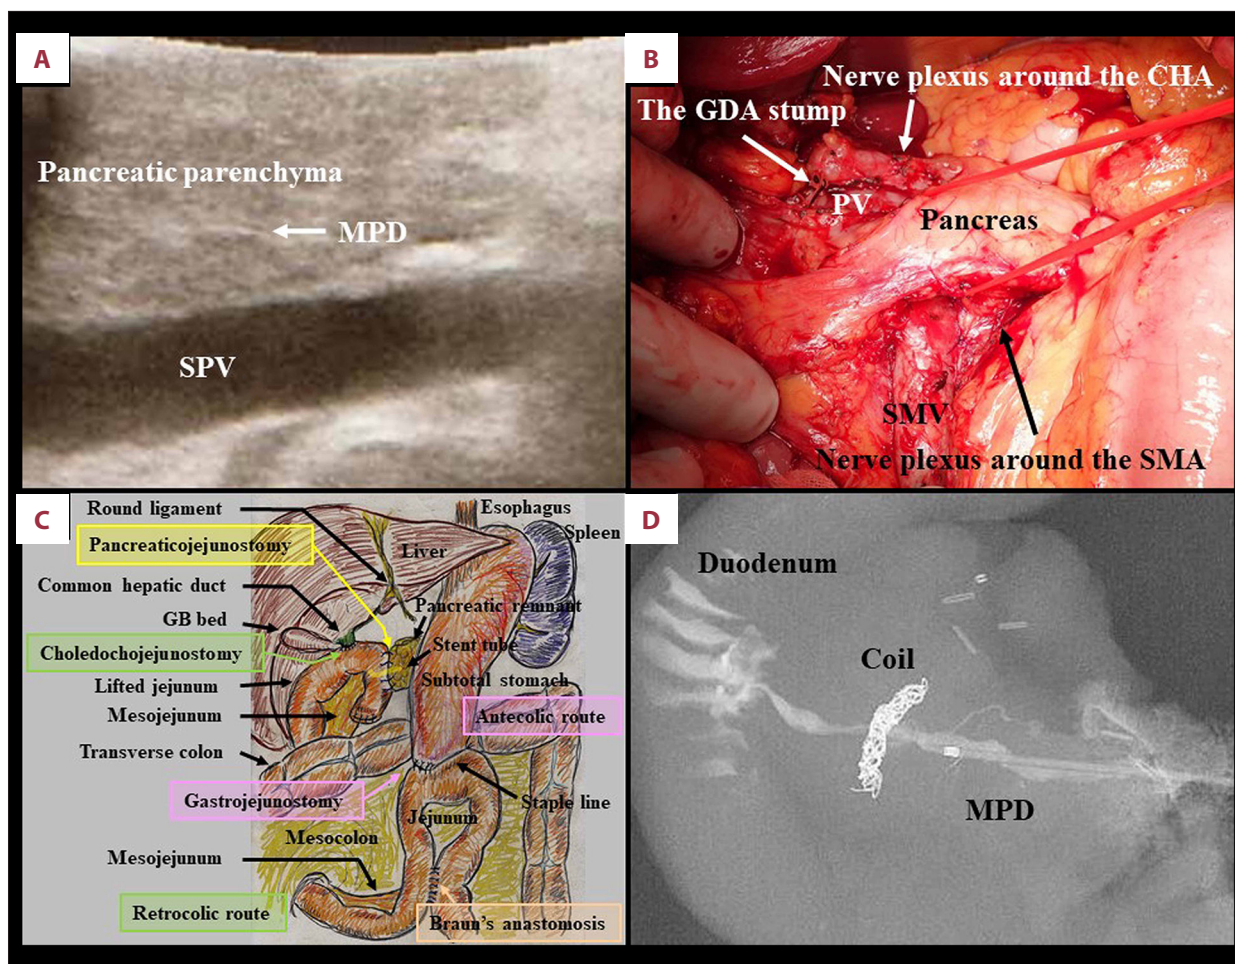 A
Pancreatic parenchyma
MPD
SPV
B
Nerve plexus around the CHA
The GDA stump
PV
Pancreas
SMV
Nerve plexus around the SMA
C
Round ligament
Esophagus
Pancreaticojejunostomy
Liver
Spleen
Common hepatic duct
Pancreatic remnant
GB bed
Stent tube
Choledochojejunostomy
Subtotal stomach
Lifted jejunum
Mesojejunum
Antecolic route
Transverse colon
Gastrojejunostomy
Staple line
Jejunum
Mesocolon
Mesojejunum
Retrocolic route
Braun's anastomosis
D
Duodenum
Coil
MPD